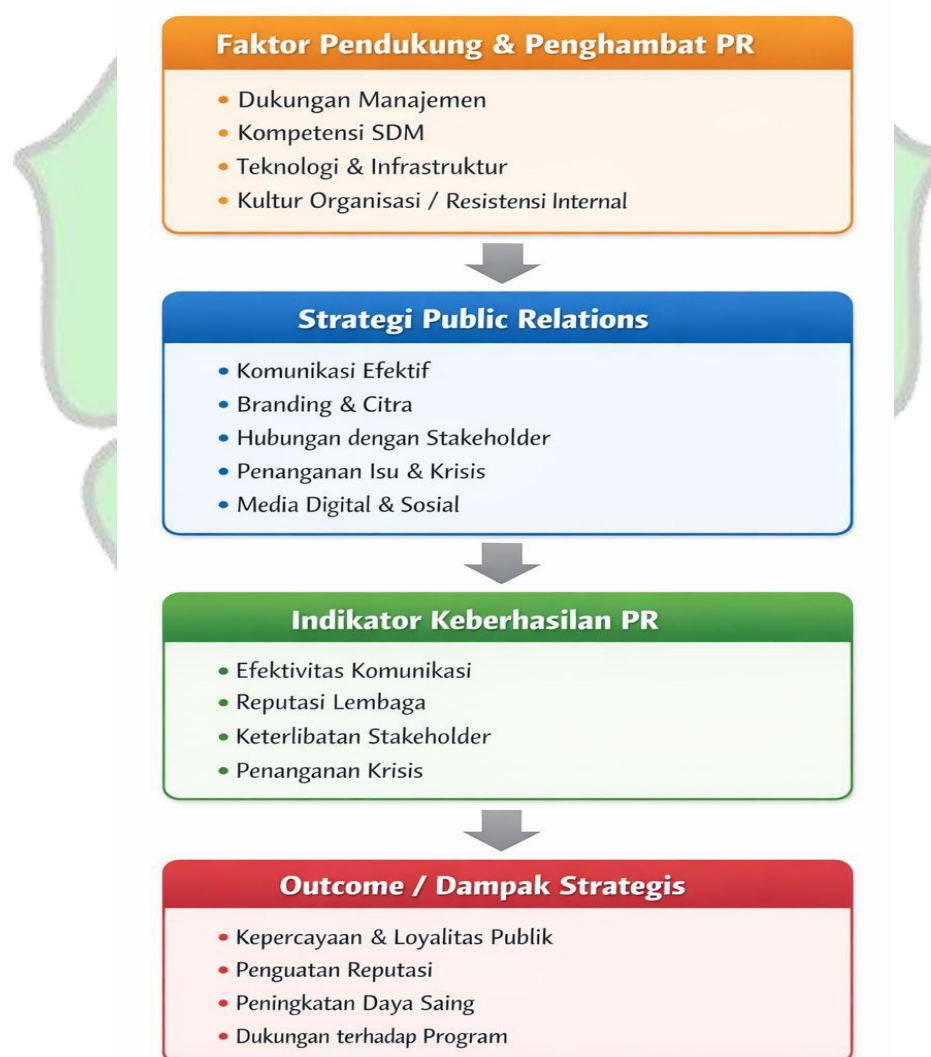 Faktor Pendukung & Penghambat PR
• Dukungan Manajemen
• Kompetensi SDM
• Teknologi & Infrastruktur
• Kultur Organisasi / Resistensi Internal
Strategi Public Relations
• Komunikasi Efektif
• Branding & Citra
• Hubungan dengan Stakeholder
• Penanganan Isu & Krisis
• Media Digital & Sosial
Indikator Keberhasilan PR
• Efektivitas Komunikasi
• Reputasi Lembaga
• Keterlibatan Stakeholder
• Penanganan Krisis
Outcome / Dampak Strategis
• Kepercayaan & Loyalitas Publik
• Penguatan Reputasi
• Peningkatan Daya Saing
• Dukungan terhadap Program